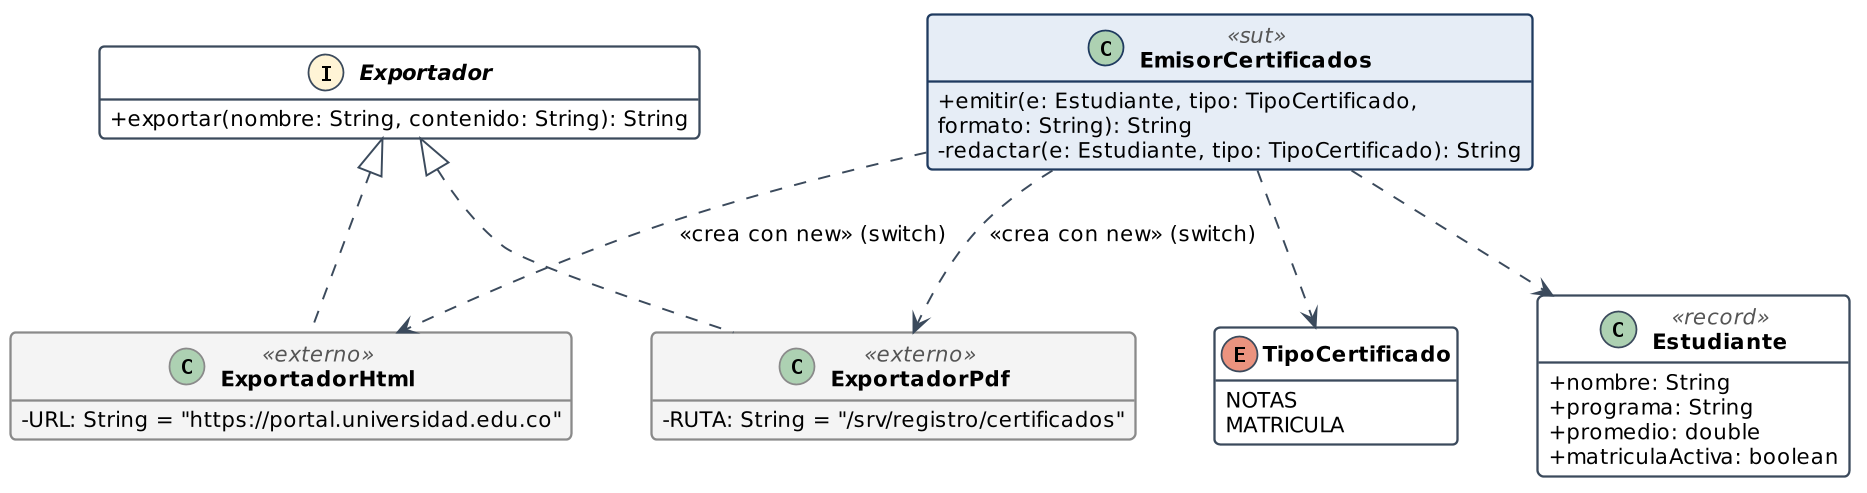 I
Exportador
+exportar(nombre: String, contenido: String): String
«sut»
C
EmisorCertificados
+emitir(e: Estudiante, tipo: TipoCertificado,
formato: String): String
-redactar(e: Estudiante, tipo: TipoCertificado): String
«crea con new» (switch)
«crea con new» (switch)
«externo»
C
ExportadorHtml
-URL: String = "https://portal.universidad.edu.co"
«externo»
C
ExportadorPdf
-RUTA: String = "/srv/registro/certificados"
E
TipoCertificado
NOTAS
MATRICULA
«record»
C
Estudiante
+nombre: String
+programa: String
+promedio: double
+matriculaActiva: boolean